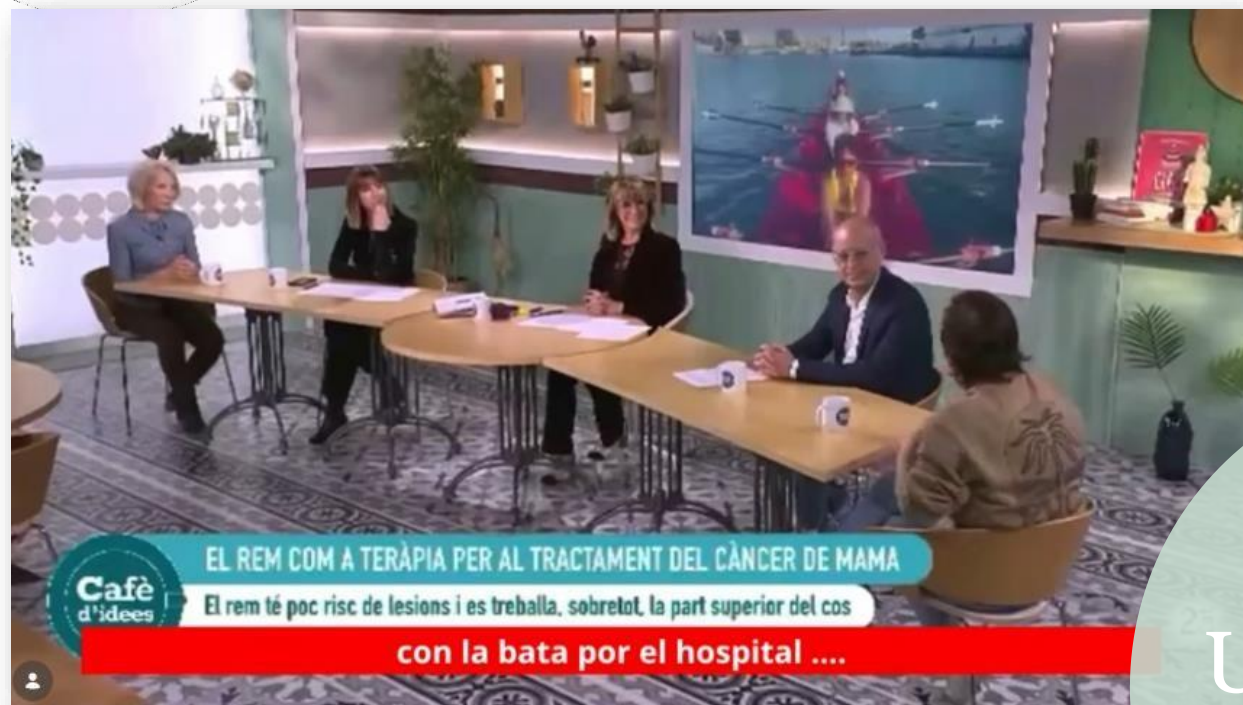 EL REM COM A TERÀPIA PER AL TRACTAMENT DEL CÀNCER DE MAMA
Cafè
d'idees
El rem té poc risc de lesions i es treballa, sobretot, la part superior del cos
con la bata por el hospital ....
U